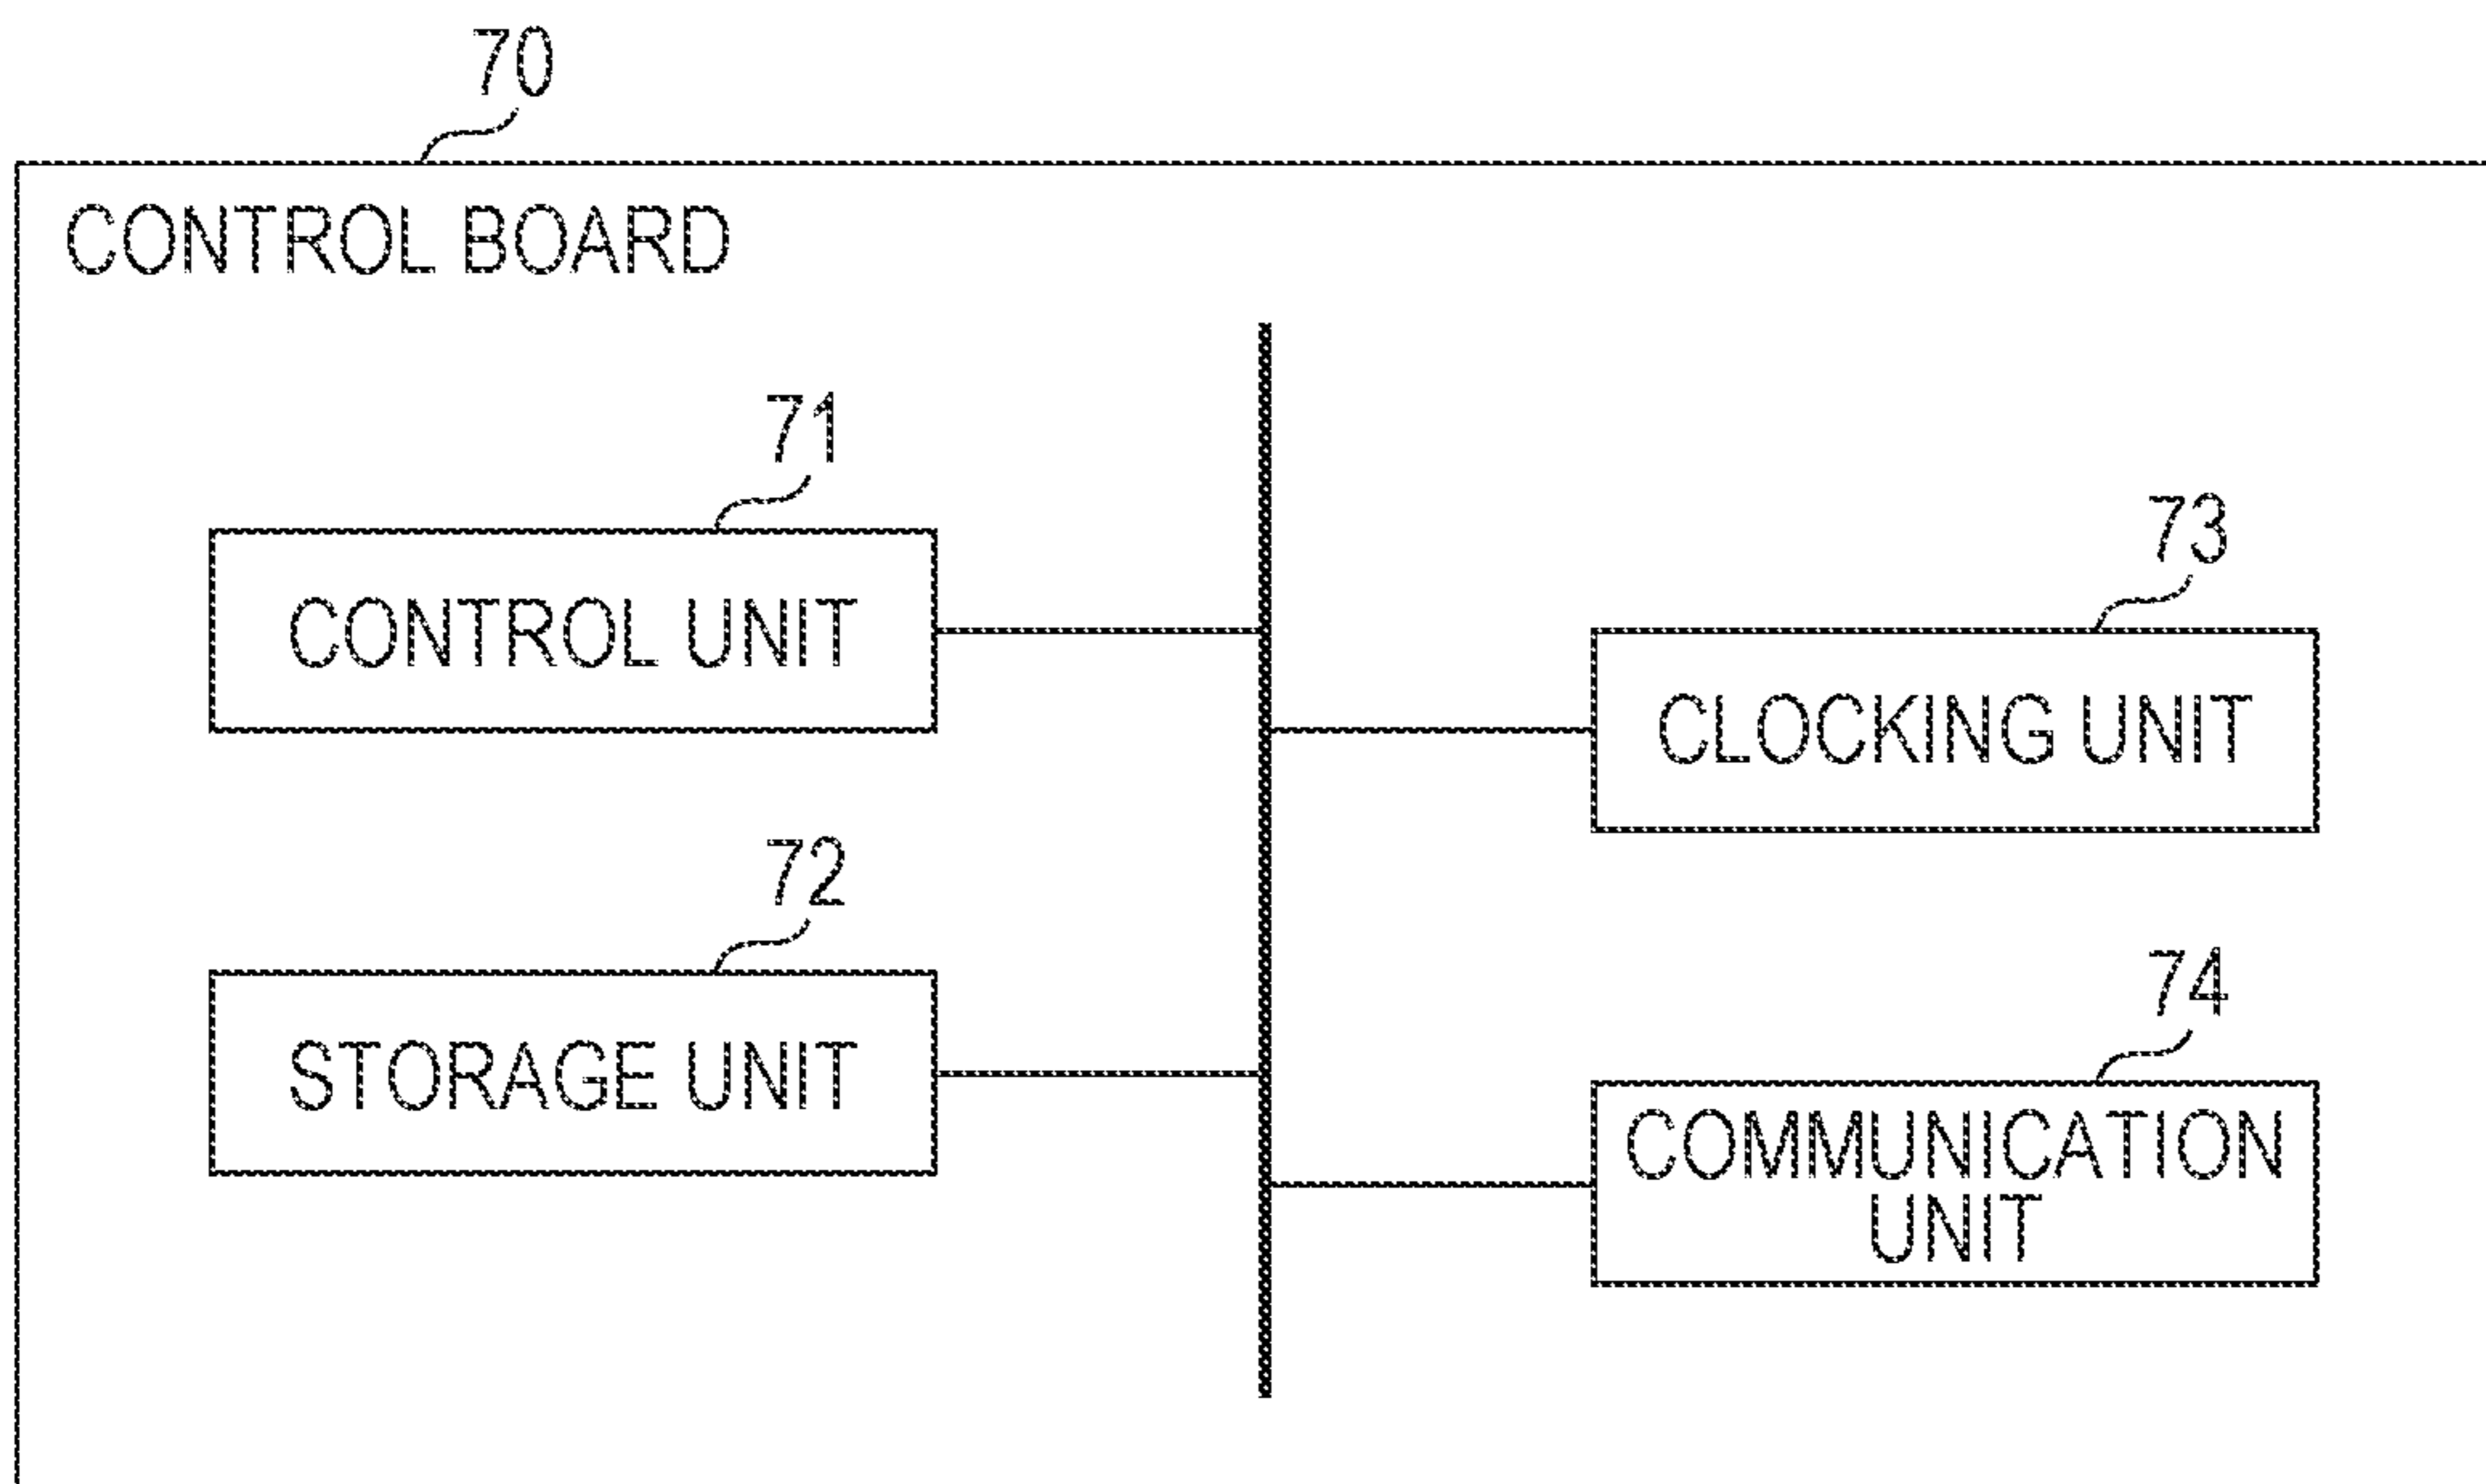 70
CONTROL BOARD
71
CONTROL UNIT
73
CLOCKING UNIT
72
STORAGE UNIT
74
COMMUNICATION
UNIT